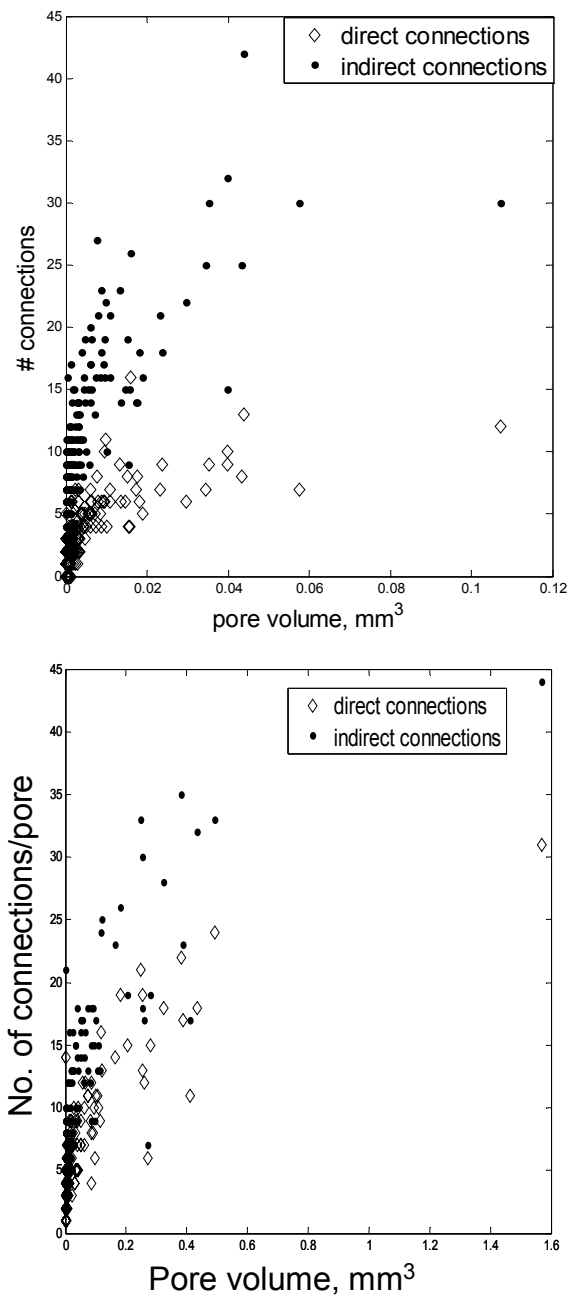 45
direct connections
indirect connections
40
35
30
25
20
15
10
5
0
# connections
0 0.02 0.04 0.06 0.08 0.1 0.12
pore volume, mm³
45
direct connections
indirect connections
40
35
30
25
20
15
10
5
0
No. of connections/pore
0 0.2 0.4 0.6 0.8 1 1.2 1.4 1.6
Pore volume, mm³